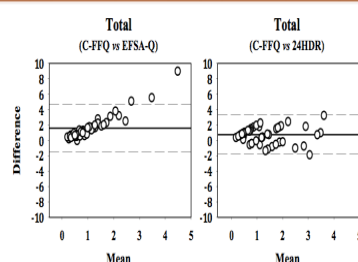 Total
(C-FFQ vs EFSA-Q)
Total
(C-FFQ vs 24HDR)
Difference
10
8
6
4
2
0
-2
-4
-6
-8
-10
0 1 2 3 4 5
Mean
10
8
6
4
2
0
-2
-4
-6
-8
-10
0 1 2 3 4 5
Mean